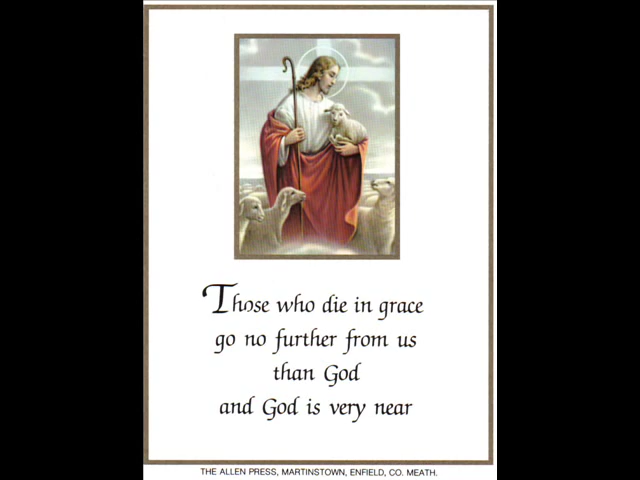 Those who die in grace
go no further from us
than God
and God is very near
THE ALLEN PRESS, MARTINSTOWN, ENFIELD, CO. MEATH.